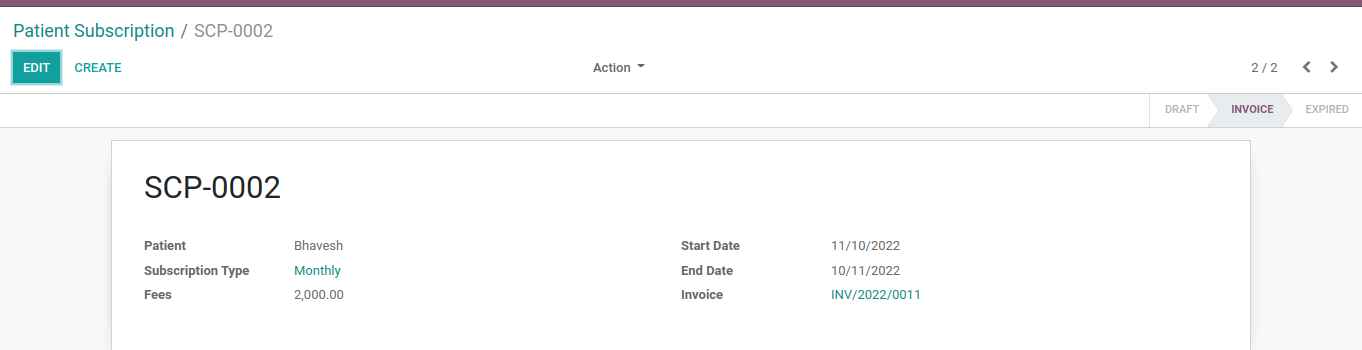 Patient Subscription / SCP-0002
EDIT CREATE Action 2 / 2
DRAFT INVOICE EXPIRED
SCP-0002
Patient Bhavesh Start Date 11/10/2022
Subscription Type Monthly End Date 10/11/2022
Fees 2,000.00 Invoice INV/2022/0011